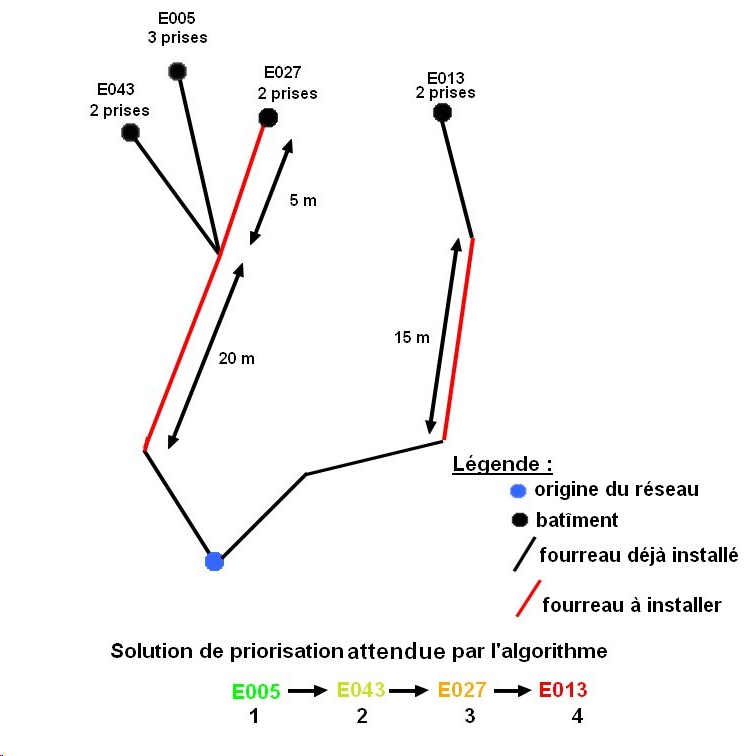 E005
3 prises
E043
2 prises
E027
2 prises
E013
2 prises
5 m
20 m
15 m
Légende :
origine du réseau
batîment
fourreau déjà installé
fourreau à installer
Solution de priorisation attendue par l'algorithme
E005 E043 E027 E013
1 2 3 4